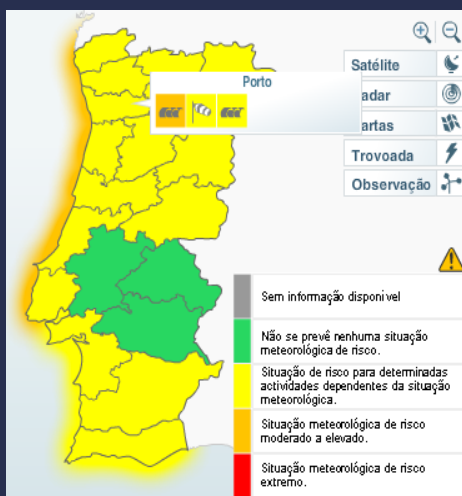 Porto
Satélite
adar
artas
Trovoada
Observação
Sem informação disponivel
Não se prevê nenhuma situação
meteorológica de risco.
Situação de risco para determinadas
actividades dependentes da situação
meteorológica.
Situação meteorológica de risco
moderado a elevado.
Situação meteorológica de risco
extremo.